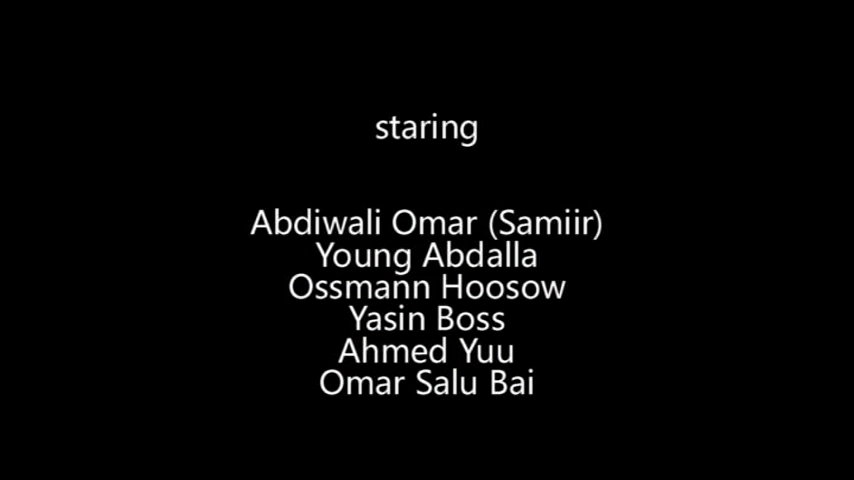 staring
Abdiwali Omar (Samiir)
Young Abdalla
Ossmann Hoosow
Yasin Boss
Ahmed Yuu
Omar Salu Bai